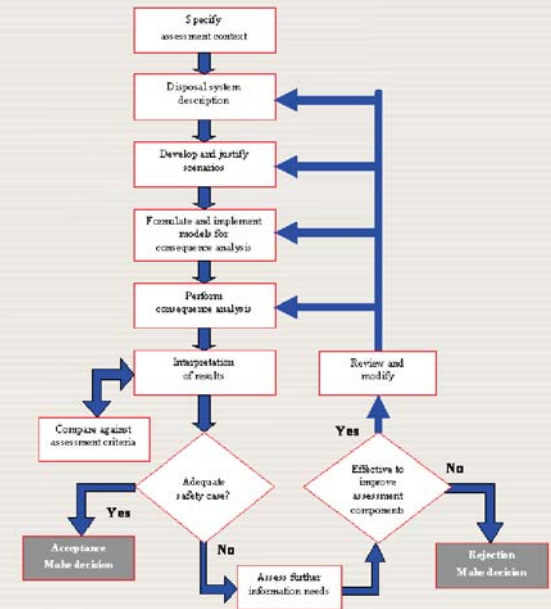 Specify
assessment context
Disposal system
description
Develop and justify
scenarios
Formulate and implement
models for
consequence analysis
Perform
consequence analysis
Interpretation
of results
Review and
modify
Compare against
assessment criteria
Yes
Adequate
safety case?
Effective to
improve
assessment
components
No
Yes
Acceptance
Make decision
No
Assess further
information needs
Rejection
Make decision